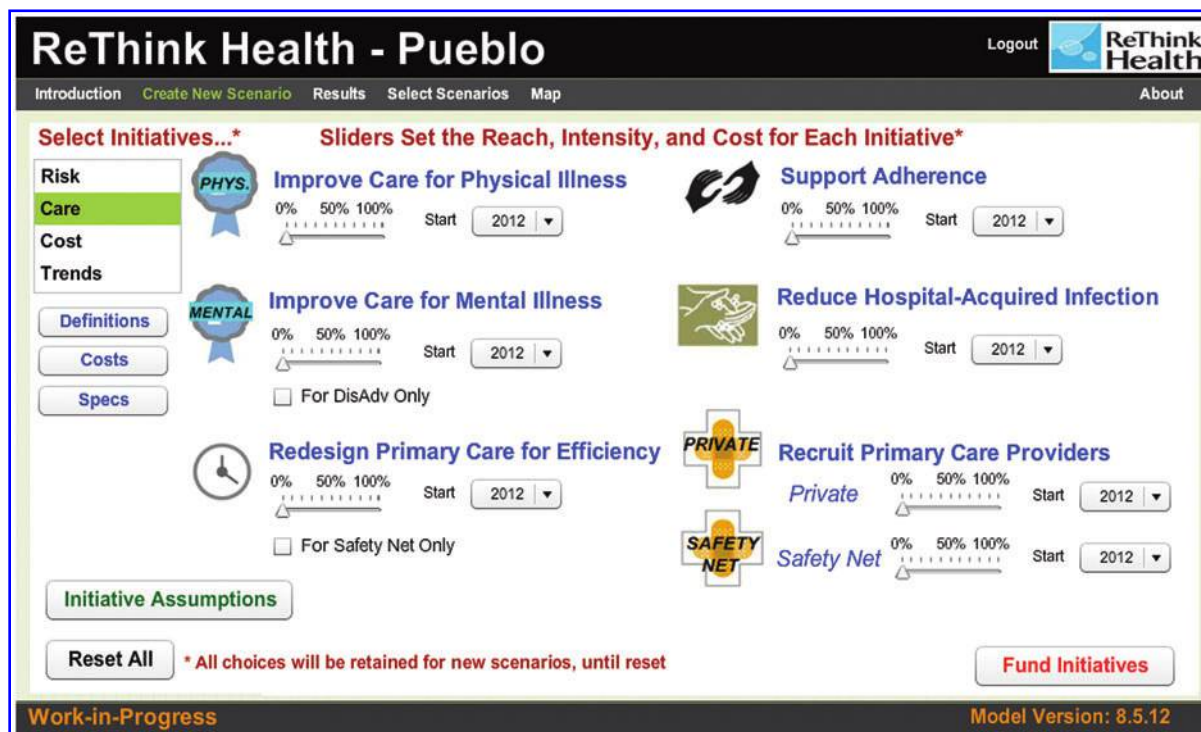 ReThink Health - Pueblo
Logout
ReThink
Health
Introduction Create New Scenario Results Select Scenarios Map About
Select Initiatives...* Sliders Set the Reach, Intensity, and Cost for Each Initiative*
Risk
Care
Cost
Trends
Definitions
Costs
Specs
PHYS.
Improve Care for Physical Illness
0% 50% 100%
Start 2012
Support Adherence
0% 50% 100%
Start 2012
MENTAL
Improve Care for Mental Illness
0% 50% 100%
Start 2012
For DisAdv Only
Reduce Hospital-Acquired Infection
0% 50% 100%
Start 2012
Redesign Primary Care for Efficiency
0% 50% 100%
Start 2012
For Safety Net Only
PRIVATE
Recruit Primary Care Providers
Private 0% 50% 100% Start 2012
SAFETY
NET
Safety Net 0% 50% 100% Start 2012
Initiative Assumptions
Reset All * All choices will be retained for new scenarios, until reset
Fund Initiatives
Work-in-Progress Model Version: 8.5.12